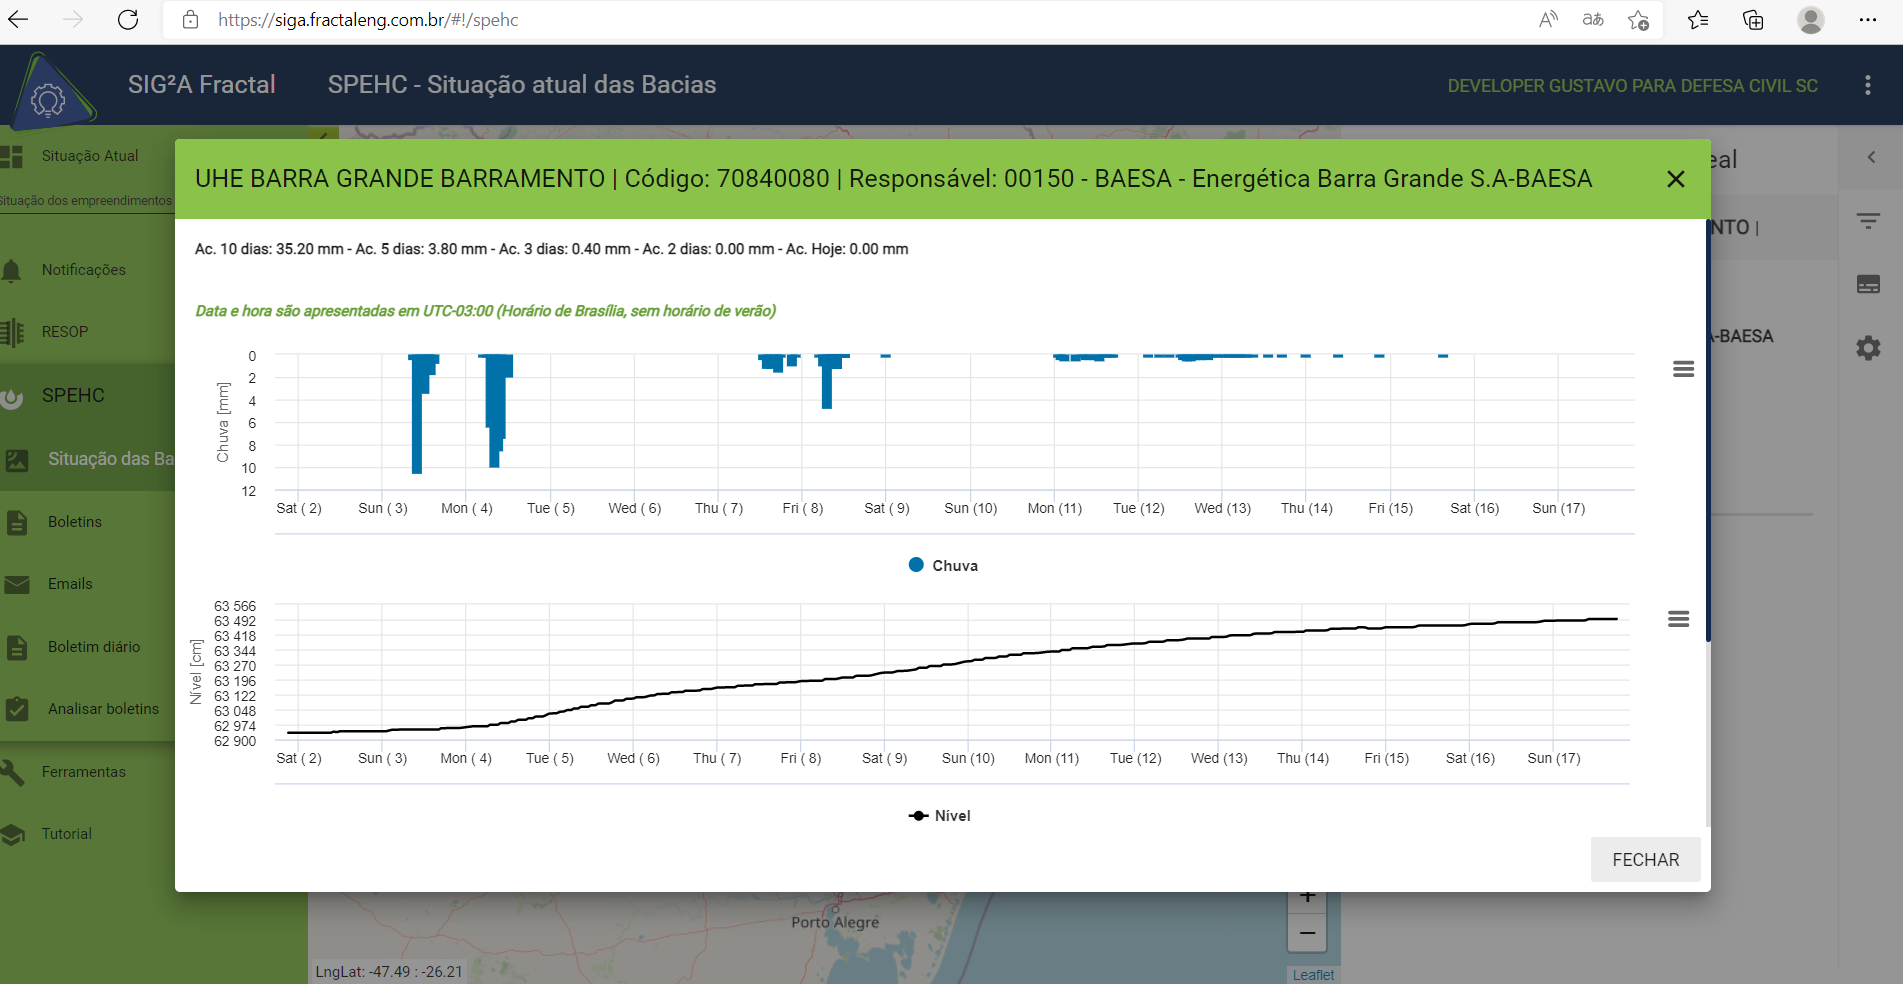 https://siga.fractaleng.com.br/#!/spehc
SIG²A Fractal
SPEHC - Situação atual das Bacias
DEVELOPER GUSTAVO PARA DEFESA CIVIL SC
Situação Atual
Situação dos empreendimentos
Notificações
RESOP
SPEHC
Situação das Ba
Boletins
Emails
Boletim diário
Analisar boletins
Ferramentas
Tutorial
eal
NTO |
A-BAESA
UHE BARRA GRANDE BARRAMENTO | Código: 70840080 | Responsável: 00150 - BAESA - Energética Barra Grande S.A-BAESA
Ac. 10 dias: 35.20 mm - Ac. 5 dias: 3.80 mm - Ac. 3 dias: 0.40 mm - Ac. 2 dias: 0.00 mm - Ac. Hoje: 0.00 mm
Data e hora são apresentadas em UTC-03:00 (Horário de Brasília, sem horário de verão)
Chuva [mm]
0
2
4
6
8
10
12
Sat ( 2) Sun ( 3) Mon ( 4) Tue ( 5) Wed ( 6) Thu ( 7) Fri ( 8) Sat ( 9) Sun (10) Mon (11) Tue (12) Wed (13) Thu (14) Fri (15) Sat (16) Sun (17)
Chuva
Nível [cm]
63 566
63 492
63 418
63 344
63 270
63 196
63 122
63 048
62 974
62 900
Sat ( 2) Sun ( 3) Mon ( 4) Tue ( 5) Wed ( 6) Thu ( 7) Fri ( 8) Sat ( 9) Sun (10) Mon (11) Tue (12) Wed (13) Thu (14) Fri (15) Sat (16) Sun (17)
Nível
FECHAR
Porto Alegre
+
−
LngLat: -47.49 : -26.21
Leaflet